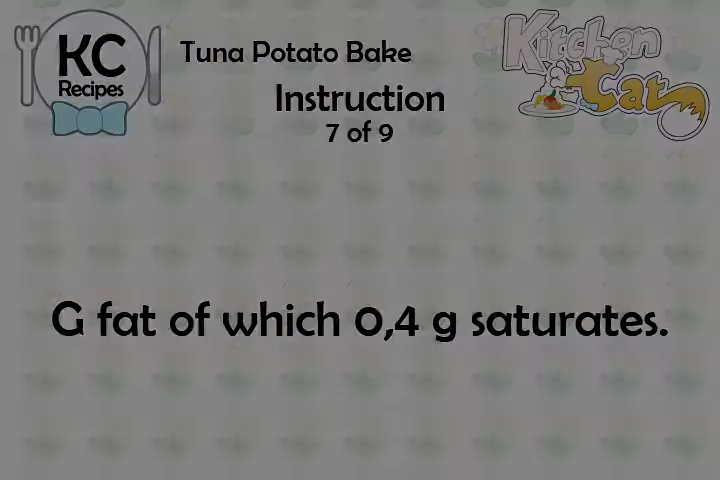 KC
Recipes
Tuna Potato Bake
Kitchen
Cat
Instruction
7 of 9
G fat of which 0,4 g saturates.